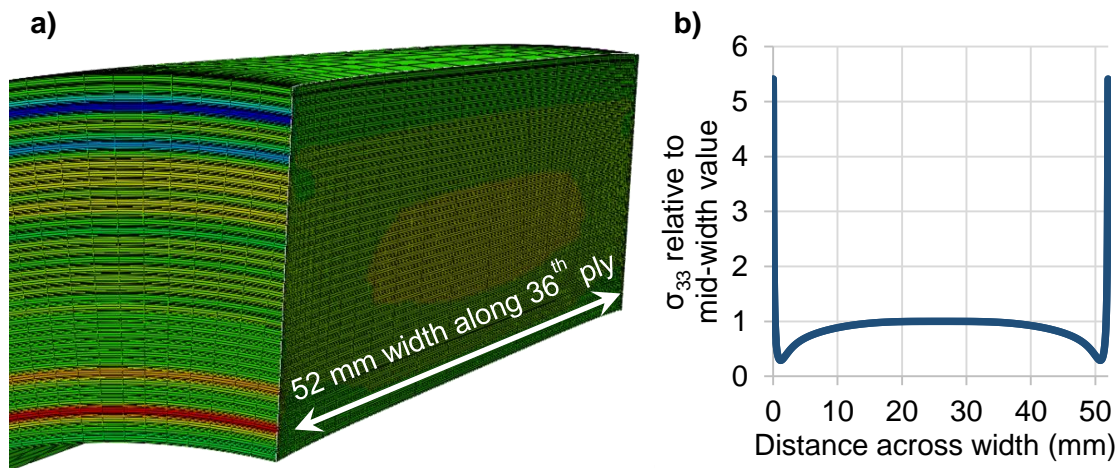 a)
52 mm width along 36th ply
b)
6
5
4
3
2
1
0
σ33 relative to
mid-width value
0 10 20 30 40 50
Distance across width (mm)